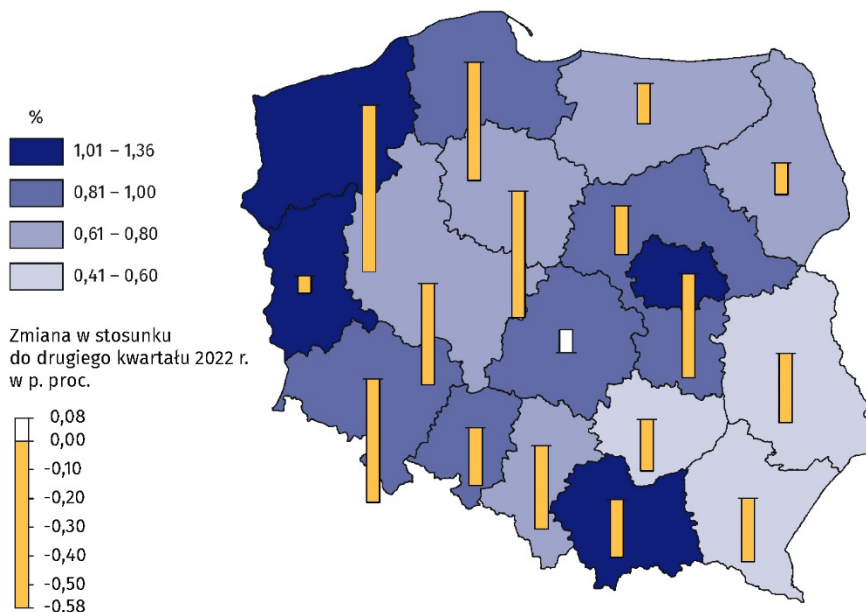 %
1,01 – 1,36
0,81 – 1,00
0,61 – 0,80
0,41 – 0,60
Zmiana w stosunku
do drugiego kwartału 2022 r.
w p. proc.
0,08
0,00
-0,10
-0,20
-0,30
-0,40
-0,50
-0,58